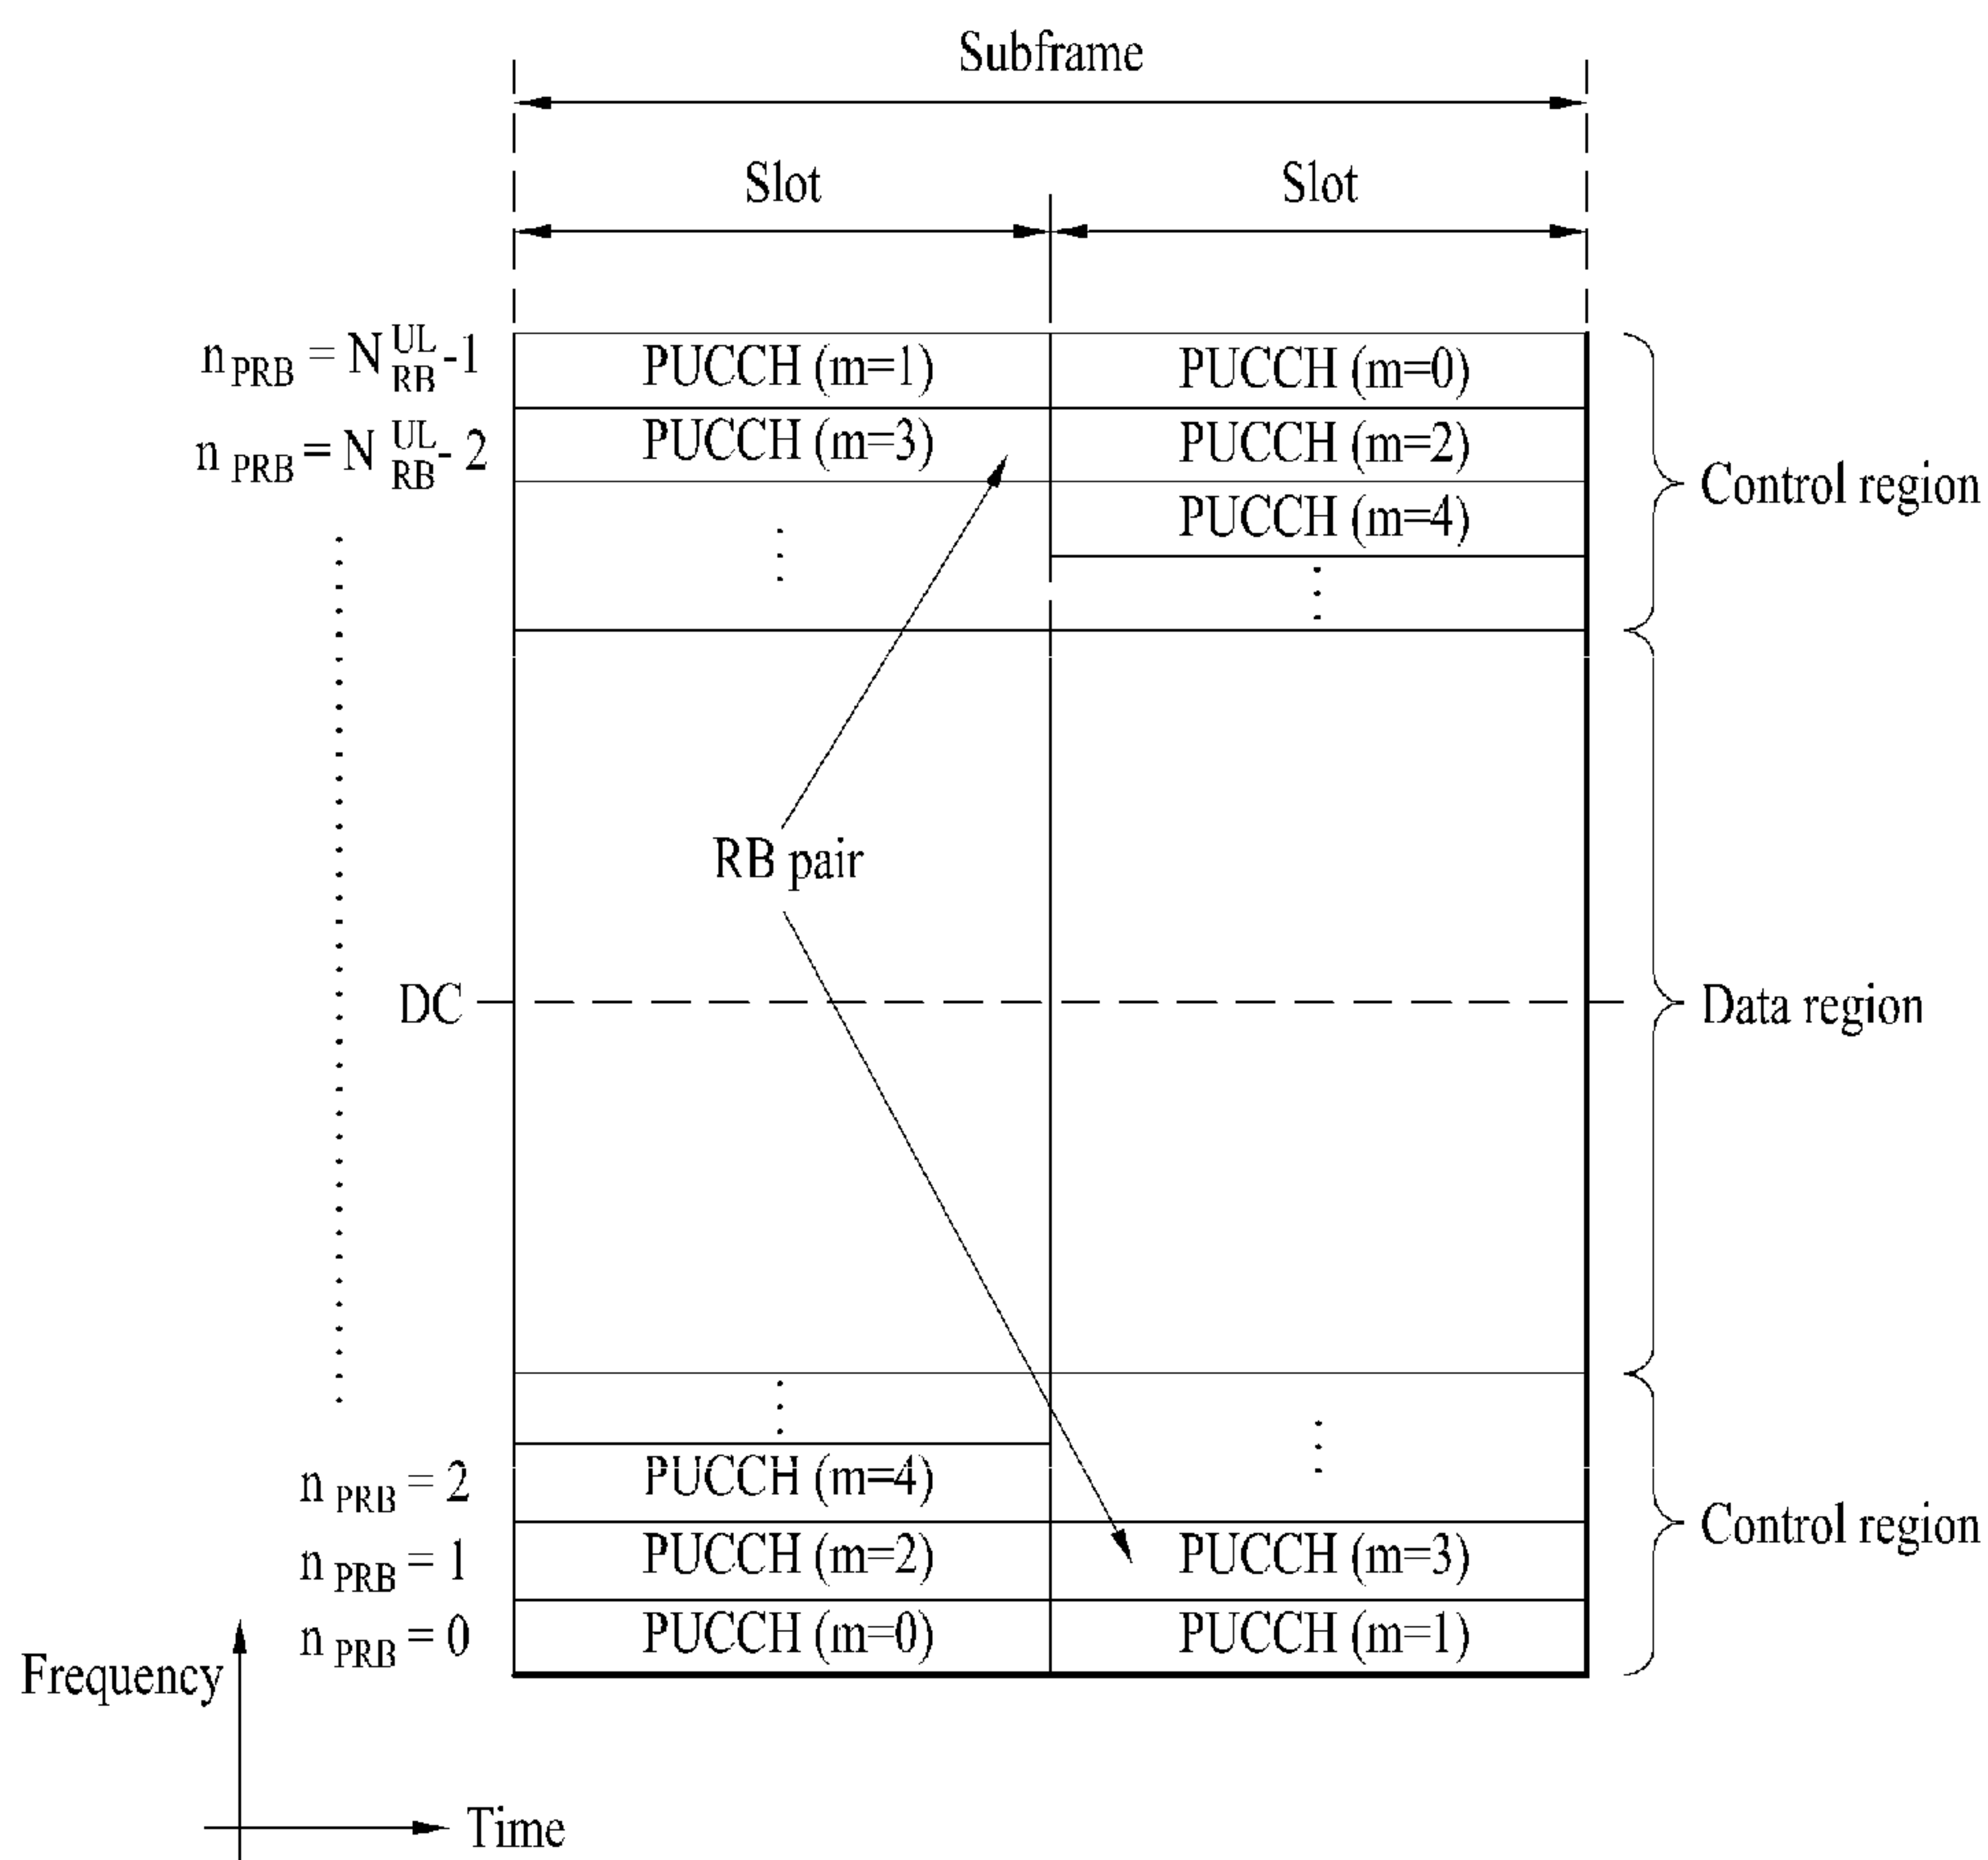 Subframe
Slot Slot
n PRB = N UL RB -1 PUCCH (m=1) PUCCH (m=0)
n PRB = N UL RB - 2 PUCCH (m=3) PUCCH (m=2)
Control region
PUCCH (m=4)
RB pair
DC Data region
n PRB = 2 PUCCH (m=4)
Control region
n PRB = 1 PUCCH (m=2) PUCCH (m=3)
n PRB = 0 PUCCH (m=0) PUCCH (m=1)
Frequency
Time